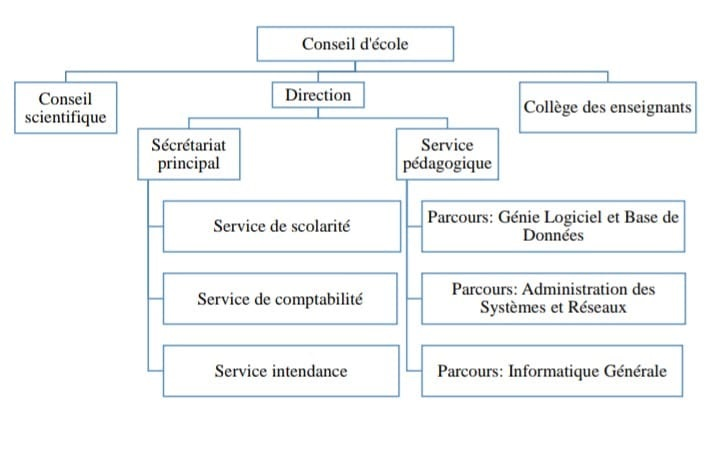 Conseil d'école
Conseil
scientifique
Direction
Collège des enseignants
Sécrétariat
principal
Service
pédagogique
Service de scolarité
Parcours: Génie Logiciel et Base de
Données
Service de comptabilité
Parcours: Administration des
Systèmes et Réseaux
Service intendance
Parcours: Informatique Générale